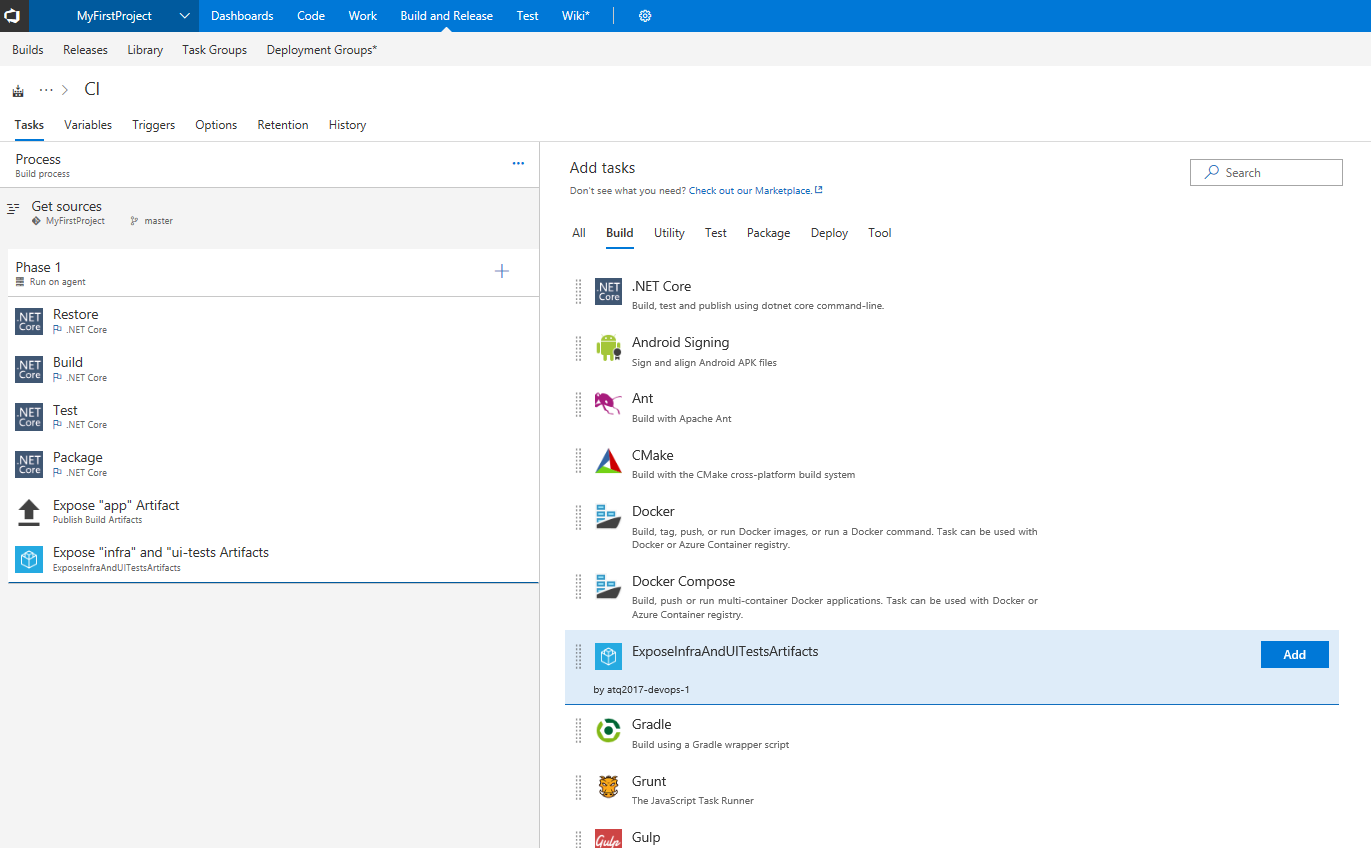 MyFirstProject Dashboards Code Work Build and Release Test Wiki*
Builds Releases Library Task Groups Deployment Groups*
... > CI
Tasks Variables Triggers Options Retention History
Process
Build process
...
Get sources
MyFirstProject master
Phase 1
Run on agent
+
.NET Core
Restore
.NET Core
.NET Core
Build
.NET Core
.NET Core
Test
.NET Core
.NET Core
Package
.NET Core
Expose "app" Artifact
Publish Build Artifacts
Expose "infra" and "ui-tests Artifacts
ExposeInfraAndUITestsArtifacts
Add tasks
Search
Don't see what you need? Check out our Marketplace.
All Build Utility Test Package Deploy Tool
.NET Core
.NET Core
Build, test and publish using dotnet core command-line.
Android Signing
Sign and align Android APK files
Ant
Build with Apache Ant
CMake
Build with the CMake cross-platform build system
Docker
Build, tag, push, or run Docker images, or run a Docker command. Task can be used with
Docker or Azure Container registry.
Docker Compose
Build, push or run multi-container Docker applications. Task can be used with Docker or
Azure Container registry.
ExposeInfraAndUITestsArtifacts
Add
by atq2017-devops-1
Gradle
Build using a Gradle wrapper script
Grunt
The JavaScript Task Runner
Gulp
Gulp